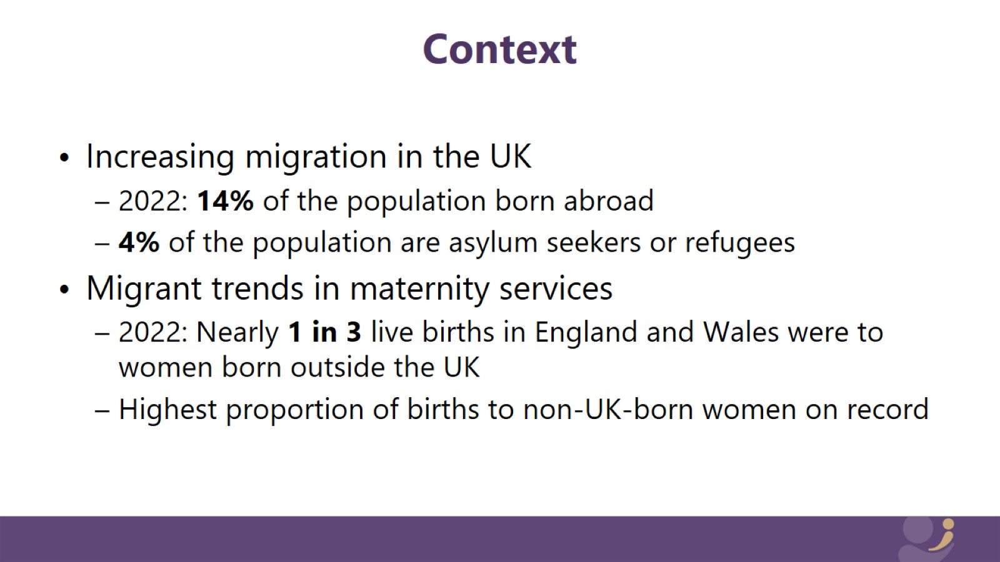 Context
• Increasing migration in the UK
– 2022: 14% of the population born abroad
– 4% of the population are asylum seekers or refugees
• Migrant trends in maternity services
– 2022: Nearly 1 in 3 live births in England and Wales were to
women born outside the UK
– Highest proportion of births to non-UK-born women on record